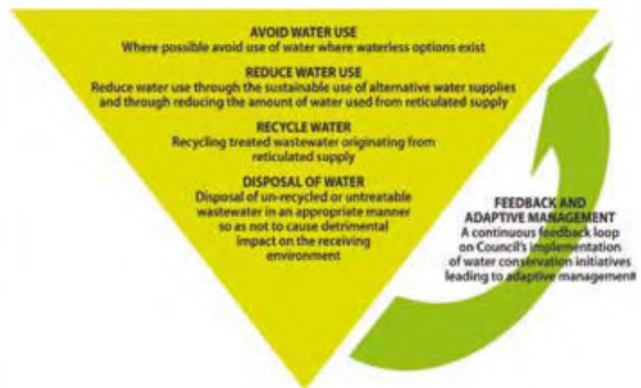 AVOID WATER USE
Where possible avoid use of water where waterless options exist
REDUCE WATER USE
Reduce water use through the sustainable use of alternative water supplies
and through reducing the amount of water used from reticulated supply
RECYCLE WATER
Recycling treated wastewater originating from
reticulated supply
DISPOSAL OF WATER
Disposal of un-recycled or untreatable
wastewater in an appropriate manner
so as not to cause detrimental
impact on the receiving
environment
FEEDBACK AND
ADAPTIVE MANAGEMENT
A continuous feedback loop
on Council's implementation
of water conservation initiatives
leading to adaptive management